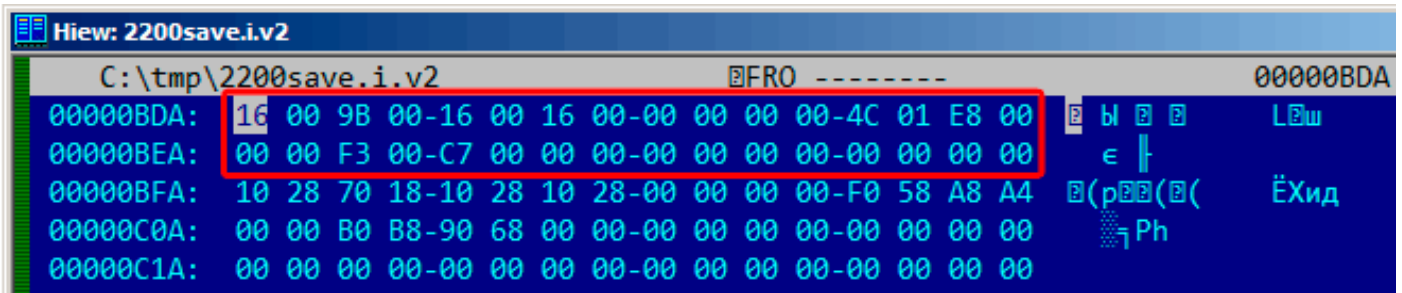 Hiew: 2200save.i.v2
C:\tmp\2200save.i.v2 FRO -------- 00000BDA
00000BDA: 16 00 9B 00-16 00 16 00-00 00 00 00-4C 01 E8 00 Ы LШ
00000BEA: 00 00 F3 00-C7 00 00 00-00 00 00 00-00 00 00 00 є ╟
00000BFA: 10 28 70 18-10 28 10 28-00 00 00 00-F0 58 A8 A4 (p(( ЁXид
00000C0A: 00 00 B0 B8-90 68 00 00-00 00 00 00-00 00 00 00 ░╕Рh
00000C1A: 00 00 00 00-00 00 00 00-00 00 00 00-00 00 00 00